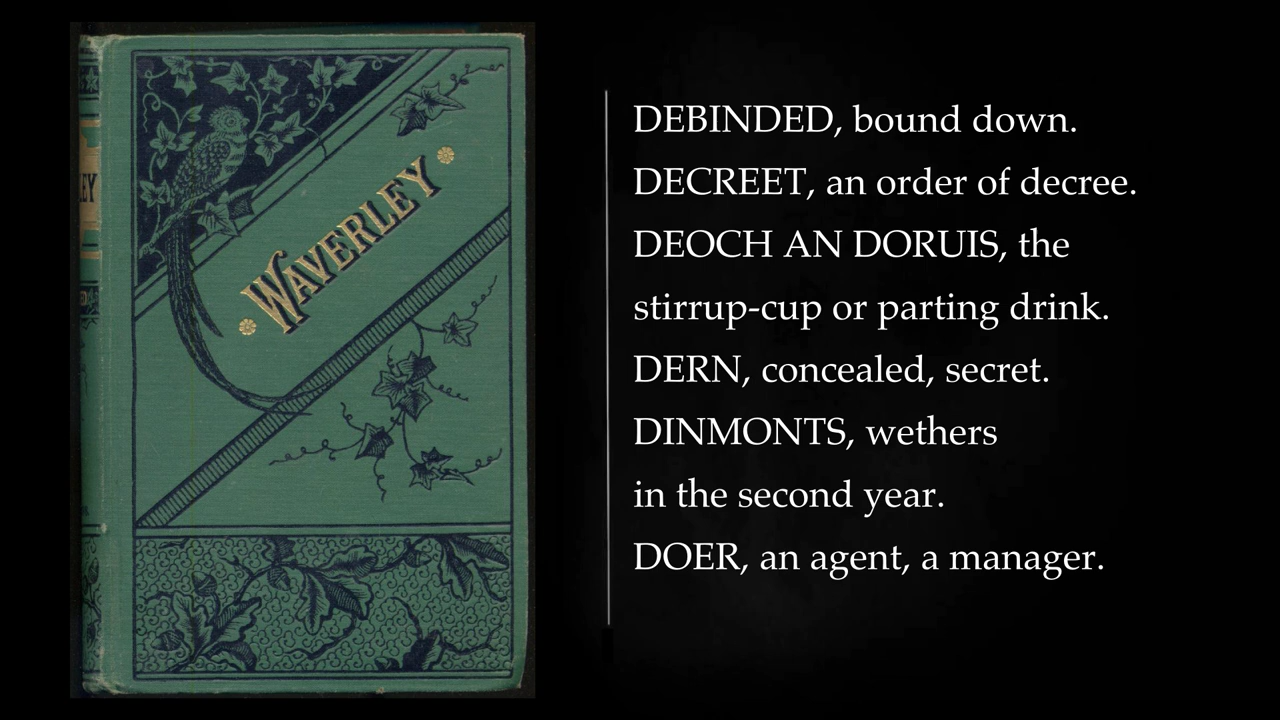 WAVERLEY
DEBINDED, bound down.
DECREET, an order of decree.
DEOCH AN DORUIS, the
stirrup-cup or parting drink.
DERN, concealed, secret.
DINMONTS, wethers
in the second year.
DOER, an agent, a manager.